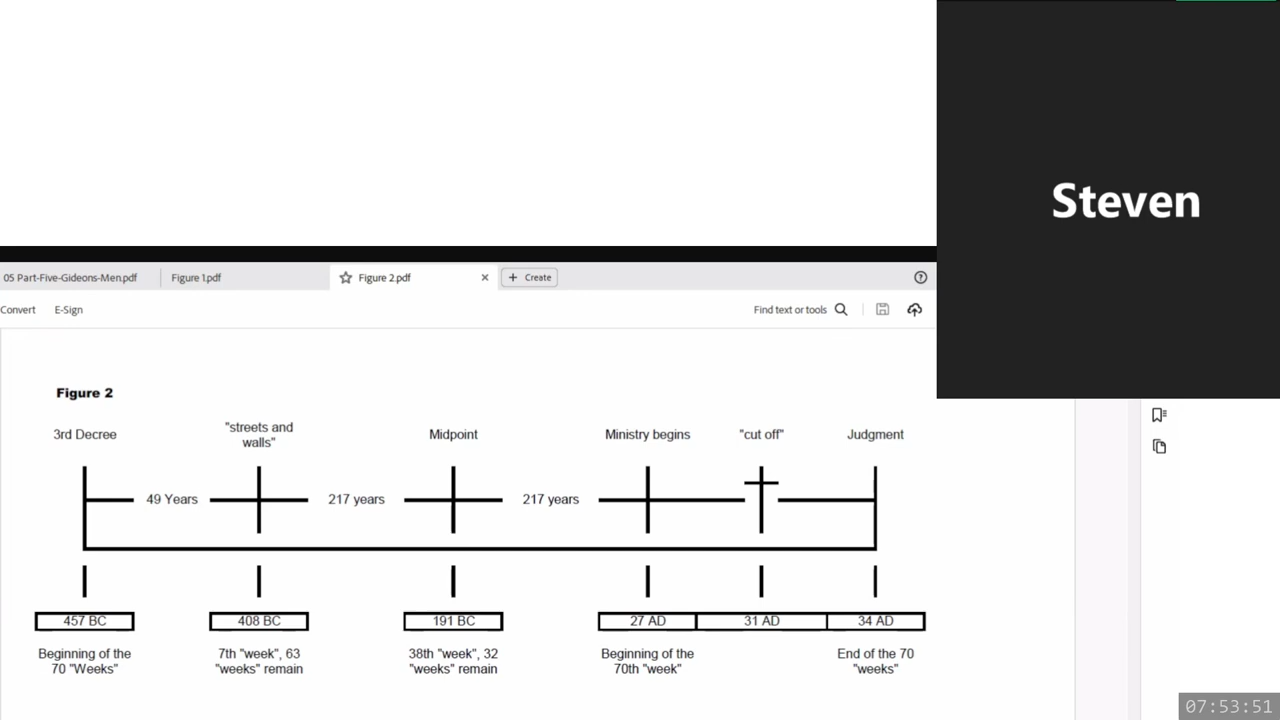 Steven
05 Part-Five-Gideons-Men.pdf
Figure 1.pdf
Figure 2.pdf
Create
Convert
E-Sign
Find text or tools
Figure 2
3rd Decree
"streets and
walls"
Midpoint
Ministry begins
"cut off"
Judgment
49 Years
217 years
217 years
457 BC
408 BC
191 BC
27 AD
31 AD
34 AD
Beginning of the
70 "Weeks"
7th "week", 63
"weeks" remain
38th "week", 32
"weeks" remain
Beginning of the
70th "week"
End of the 70
"weeks"
07:53:51